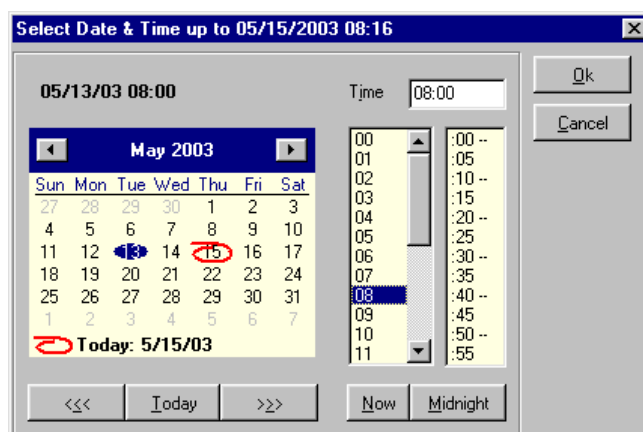 Select Date & Time up to 05/15/2003 08:16
Ok
Cancel
05/13/03 08:00
Time 08:00
May 2003
Sun Mon Tue Wed Thu Fri Sat
27 28 29 30 1 2 3
4 5 6 7 8 9 10
11 12 13 14 15 16 17
18 19 20 21 22 23 24
25 26 27 28 29 30 31
1 2 3 4 5 6 7
Today: 5/15/03
00 :00 --
01 :05
02 :10 --
03 :15
04 :20 --
05 :25
06 :30 --
07 :35
08 :40 --
09 :45
10 :50 --
11 :55
<<< Today >>> Now Midnight